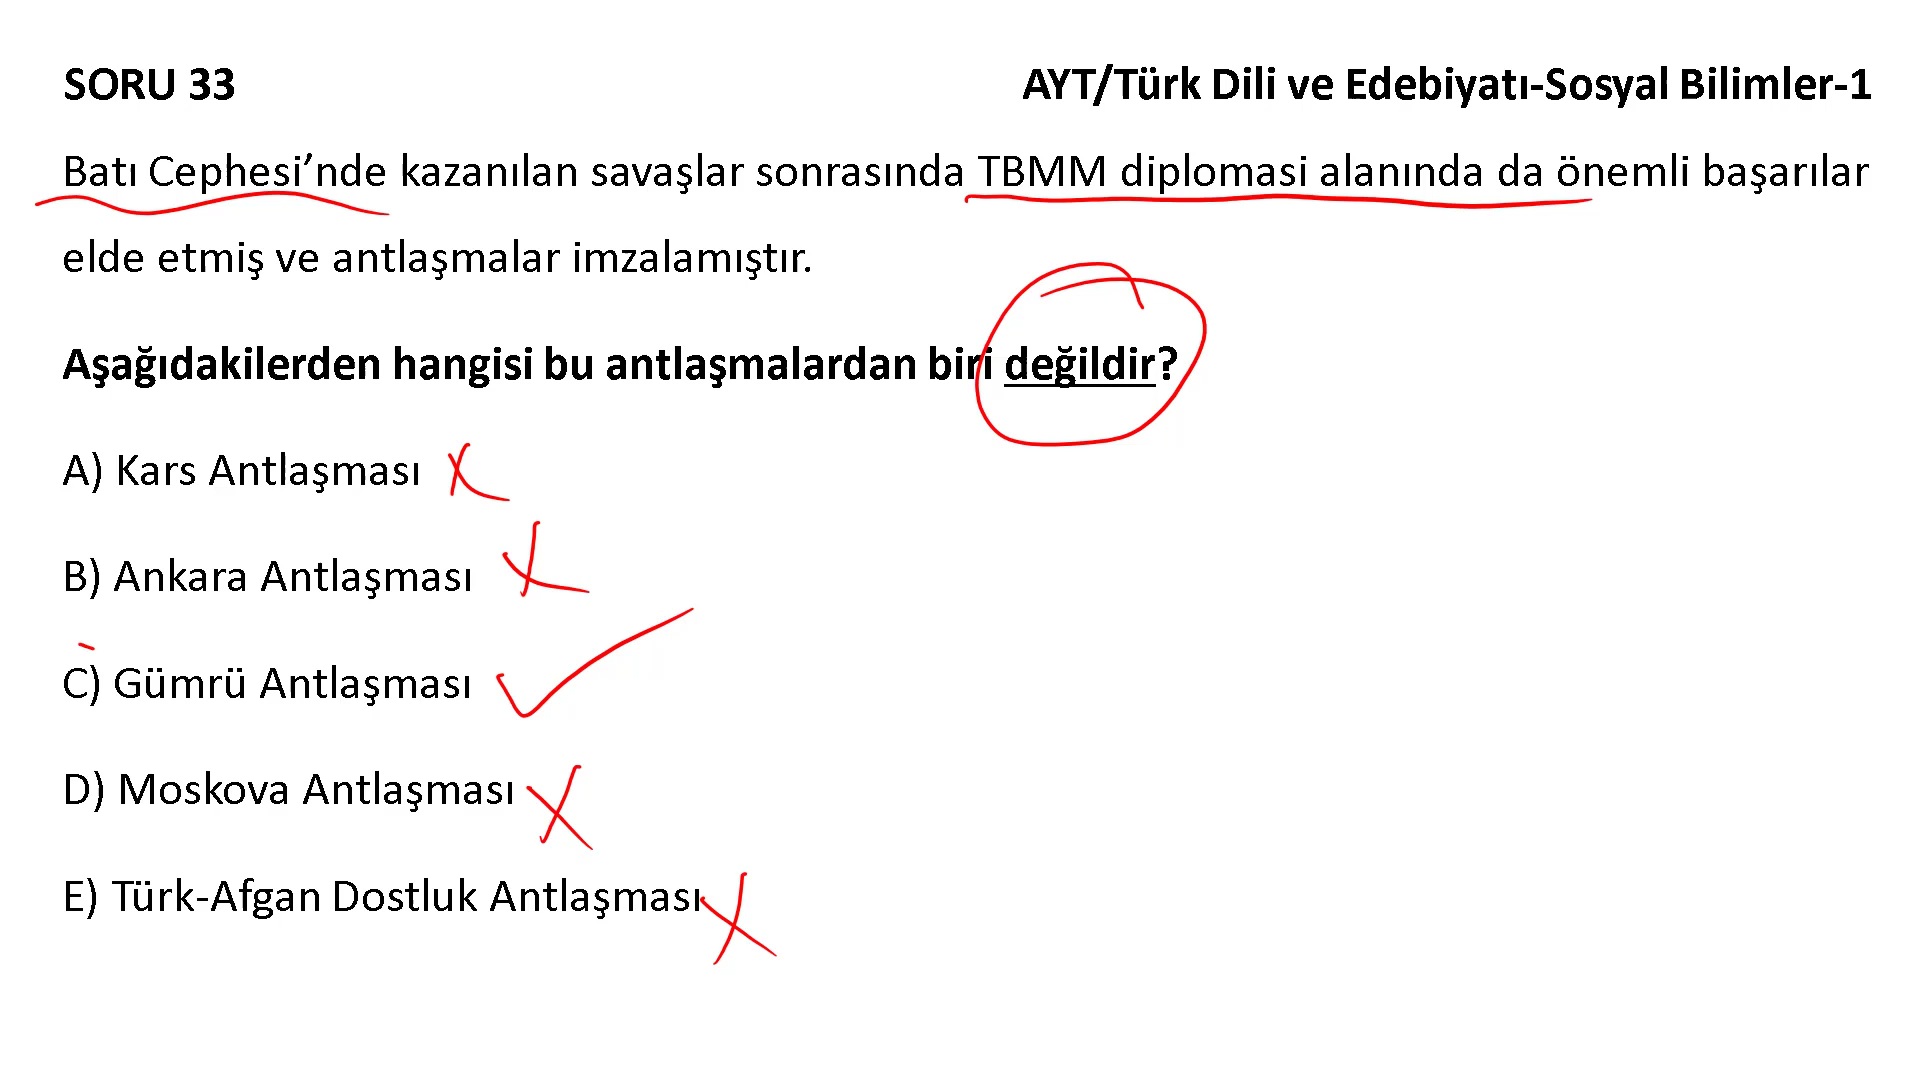 SORU 33
AYT/Türk Dili ve Edebiyatı-Sosyal Bilimler-1
Batı Cephesi’nde kazanılan savaşlar sonrasında TBMM diplomasi alanında da önemli başarılar
elde etmiş ve antlaşmalar imzalamıştır.
Aşağıdakilerden hangisi bu antlaşmalardan biri değildir?
A) Kars Antlaşması
B) Ankara Antlaşması
C) Gümrü Antlaşması
D) Moskova Antlaşması
E) Türk-Afgan Dostluk Antlaşması